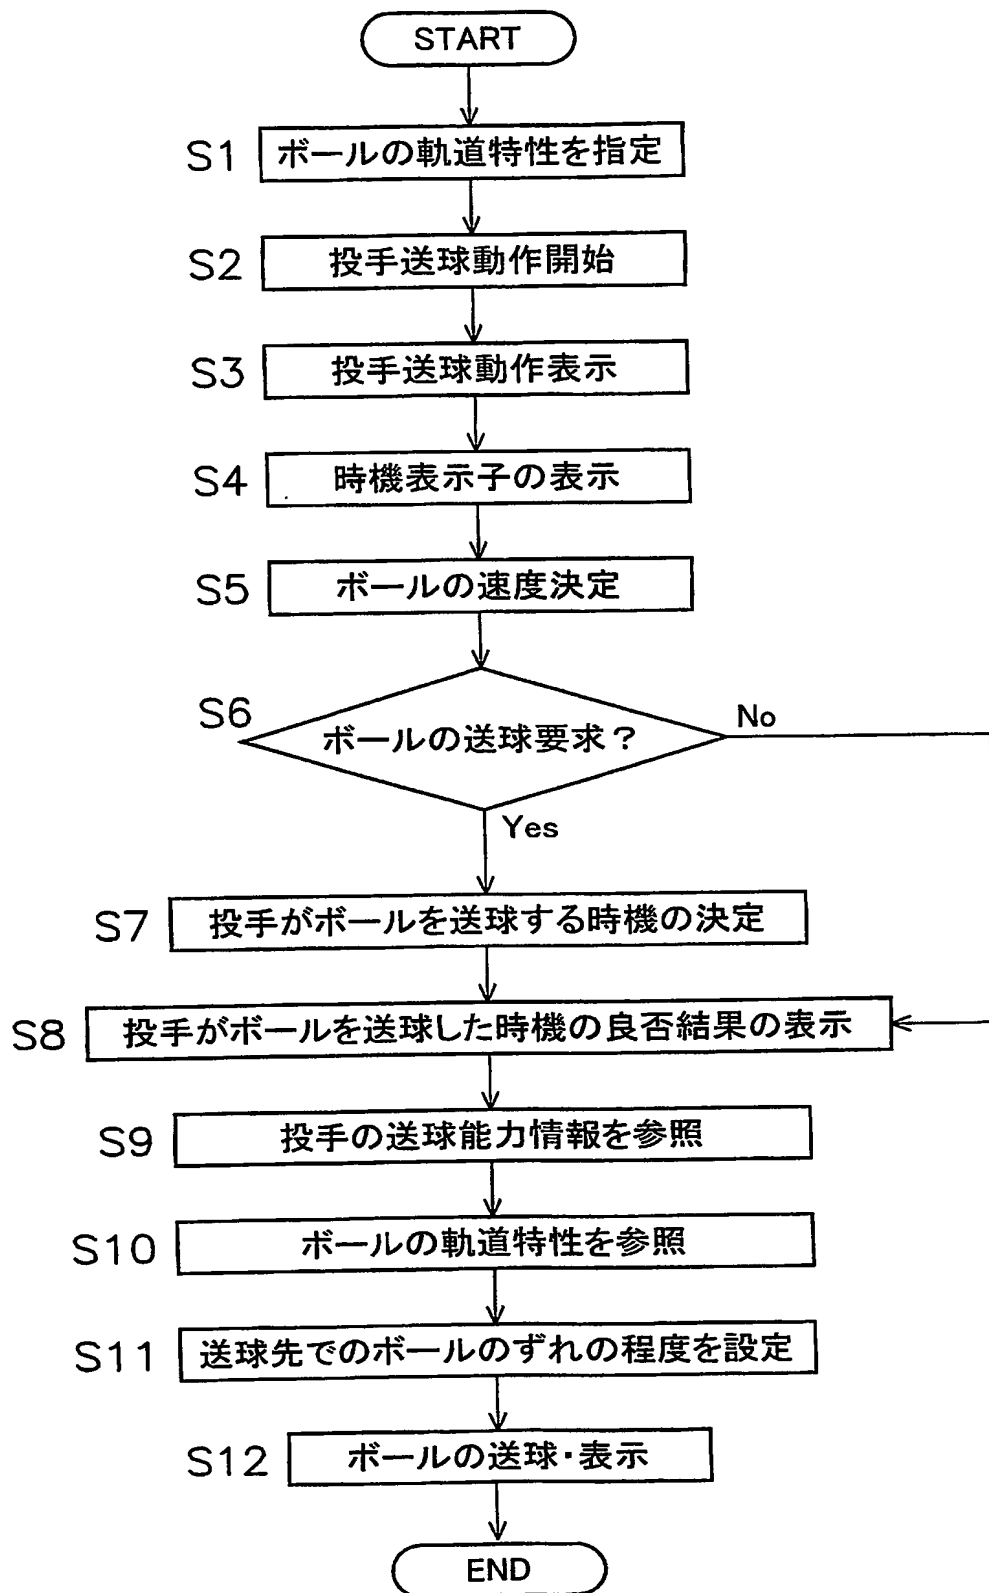 START
S1 ボールの軌道特性を指定
S2 投手送球動作開始
S3 投手送球動作表示
S4 時機表示子の表示
S5 ボールの速度決定
S6 ボールの送球要求？ No
Yes
S7 投手がボールを送球する時機の決定
S8 投手がボールを送球した時機の良否結果の表示
S9 投手の送球能力情報を参照
S10 ボールの軌道特性を参照
S11 送球先でのボールのずれの程度を設定
S12 ボールの送球・表示
END